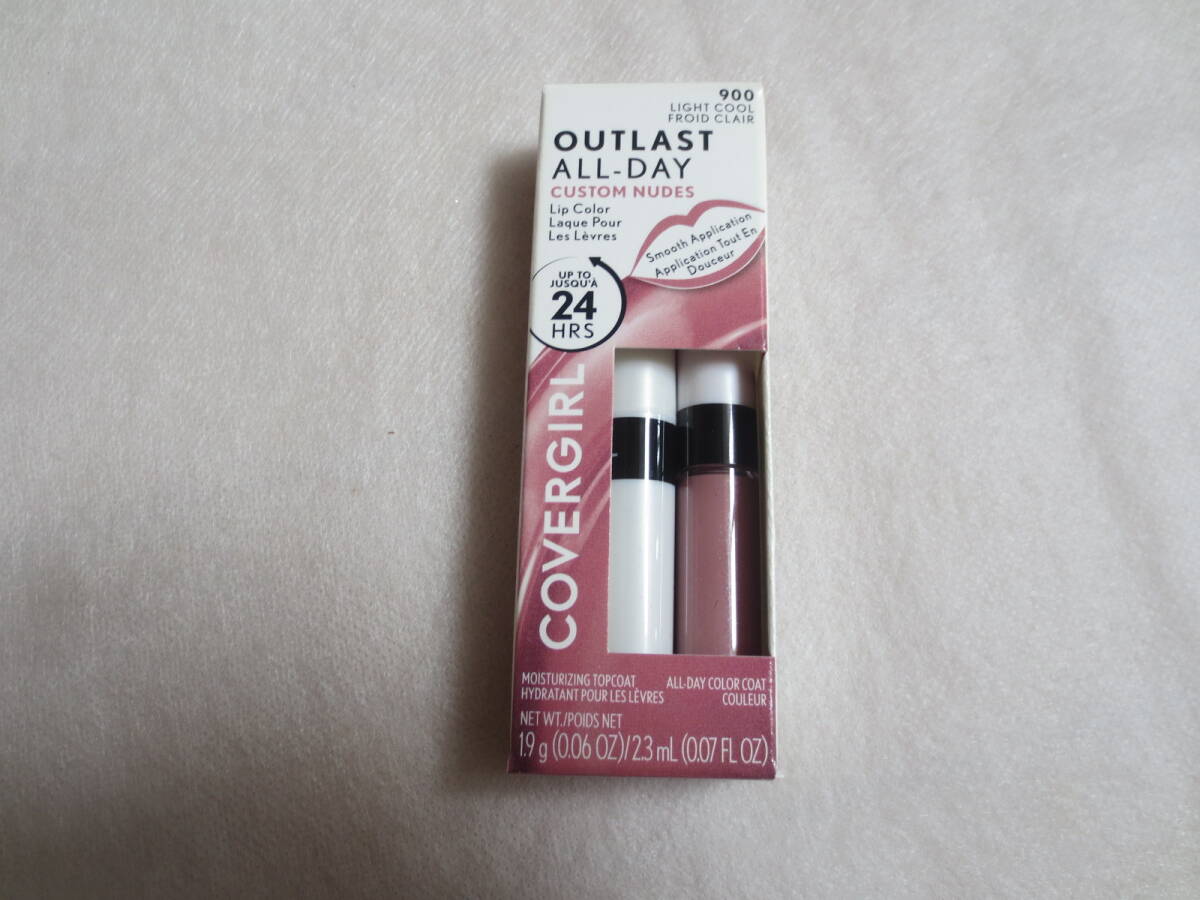 900
LIGHT COOL
FROID CLAIR
OUTLAST
ALL-DAY
CUSTOM NUDES
Lip Color
Laque Pour
Les Lèvres
Smooth Application
Application Tout En
Douceur
UP TO
JUSQU'À
24
HRS
COVERGIRL
MOISTURIZING TOPCOAT
HYDRATANT POUR LES LÈVRES
ALL-DAY COLOR COAT
COULEUR
NET WT./POIDS NET
1.9 g (0.06 OZ)/2.3 mL (0.07 FL OZ)